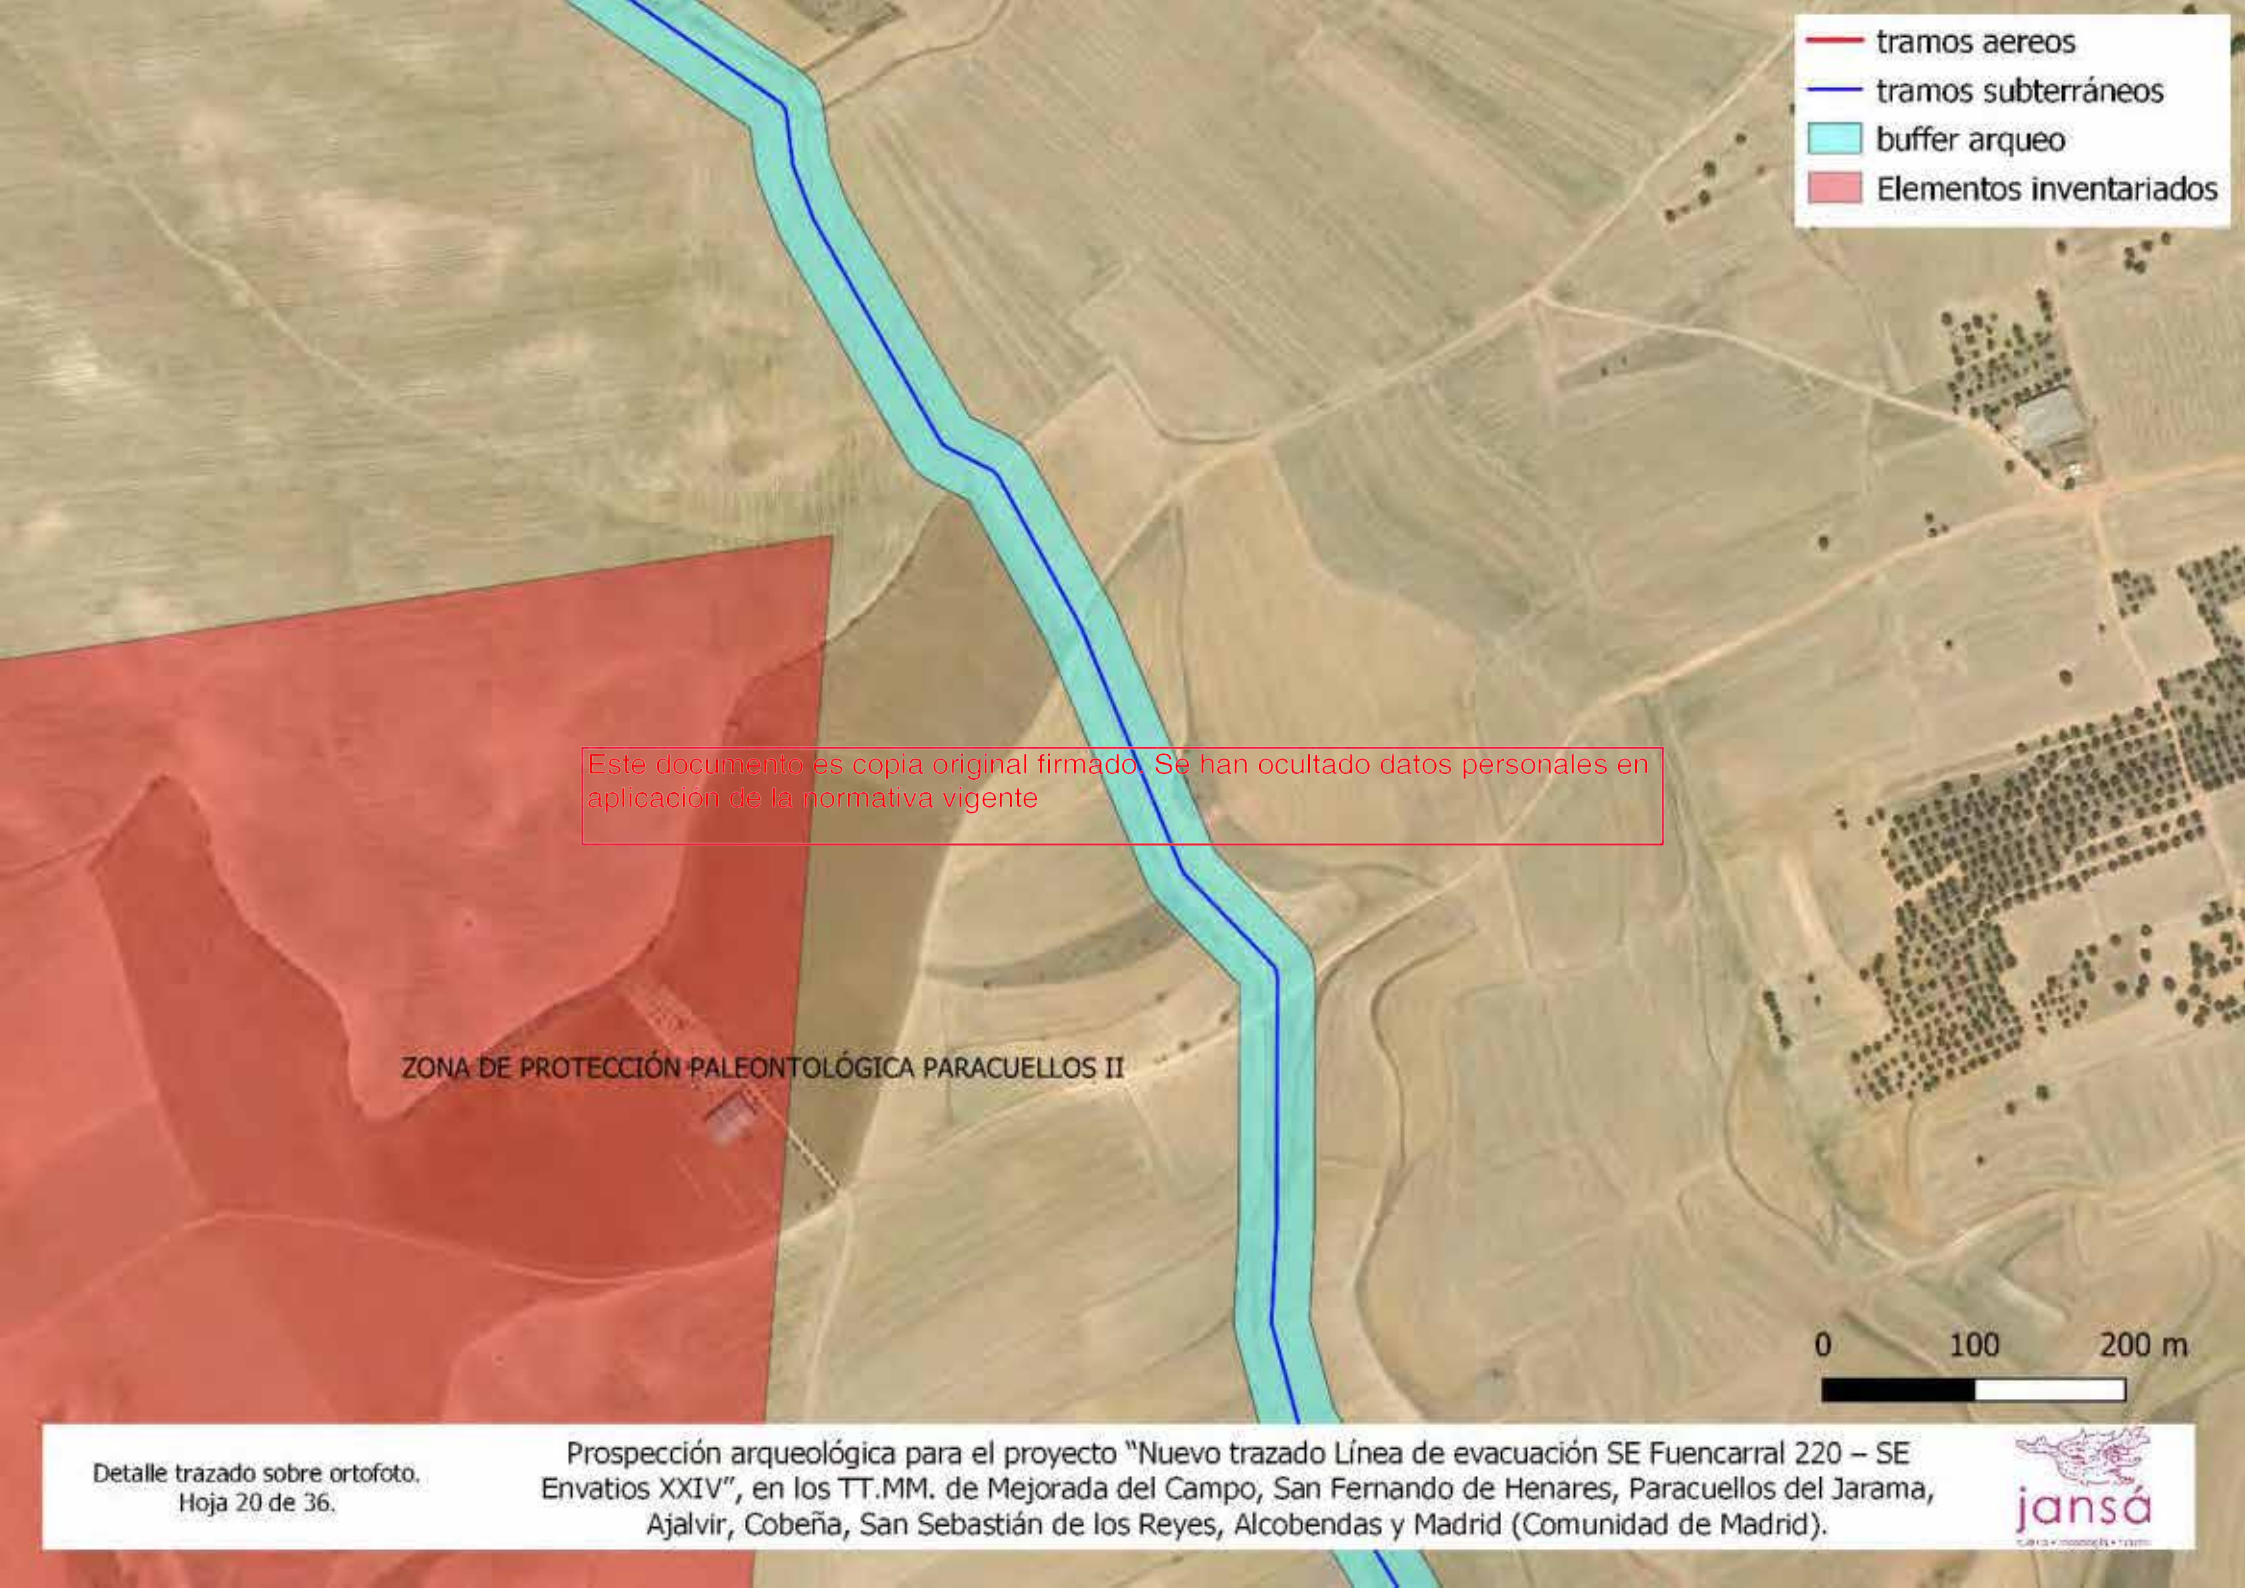 tramos aereos
tramos subterráneos
buffer arqueo
Elementos inventariados
Este documento es copia original firmado. Se han ocultado datos personales en
aplicación de la normativa vigente
ZONA DE PROTECCIÓN PALEONTOLÓGICA PARACUELLOS II
0 100 200 m
Detalle trazado sobre ortofoto.
Hoja 20 de 36.
Prospección arqueológica para el proyecto “Nuevo trazado Línea de evacuación SE Fuencarral 220 – SE
Envatios XXIV”, en los TT.MM. de Mejorada del Campo, San Fernando de Henares, Paracuellos del Jarama,
Ajalvir, Cobeña, San Sebastián de los Reyes, Alcobendas y Madrid (Comunidad de Madrid).
jansá